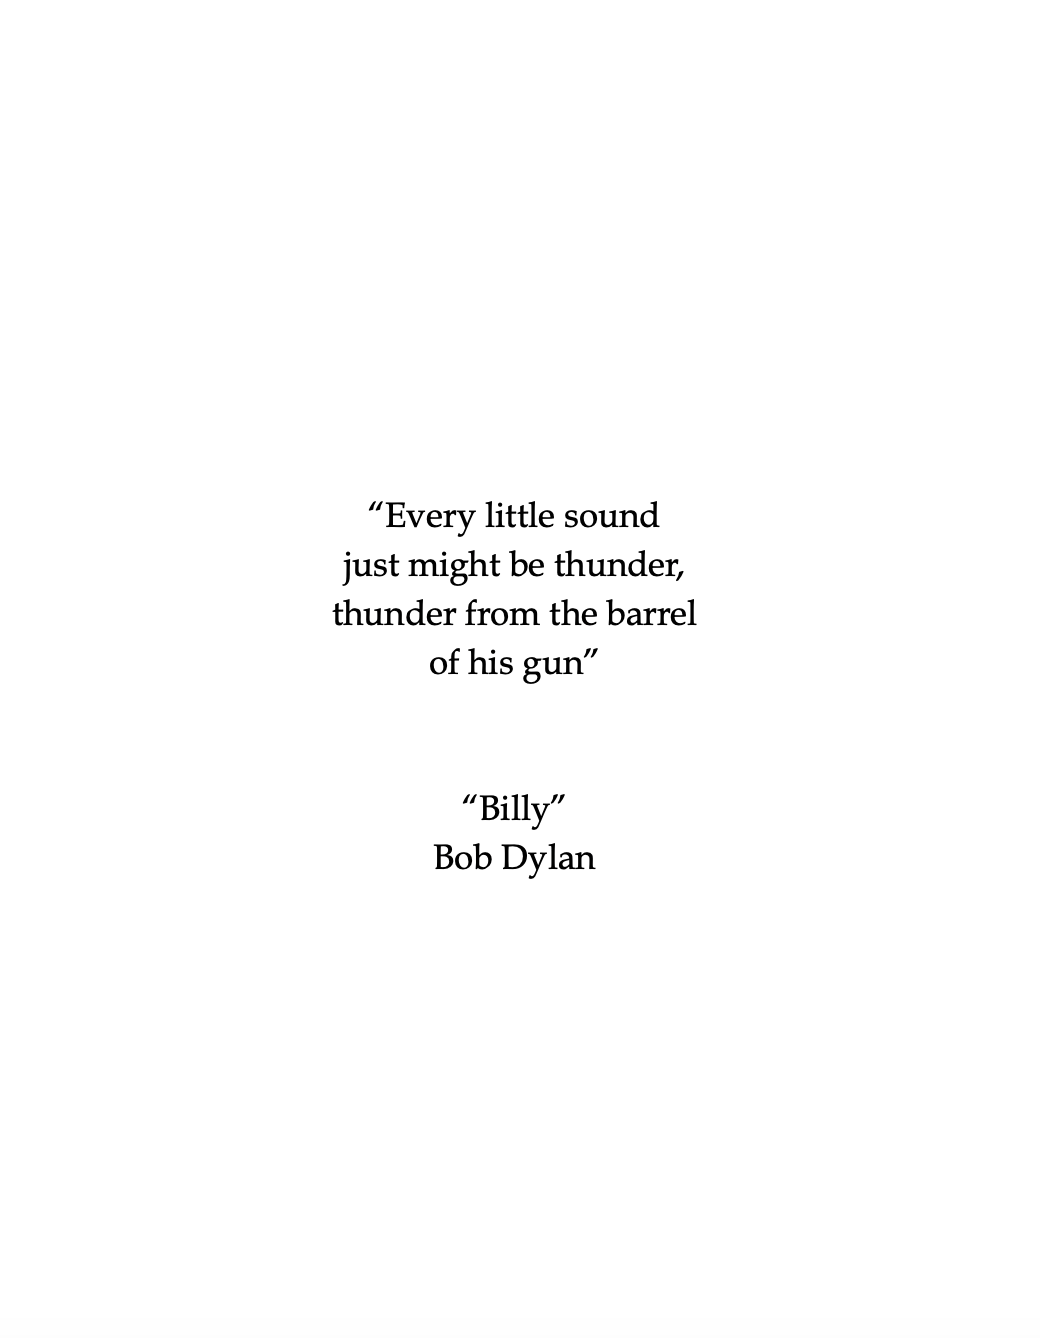 “Every little sound
just might be thunder,
thunder from the barrel
of his gun”
“Billy”
Bob Dylan